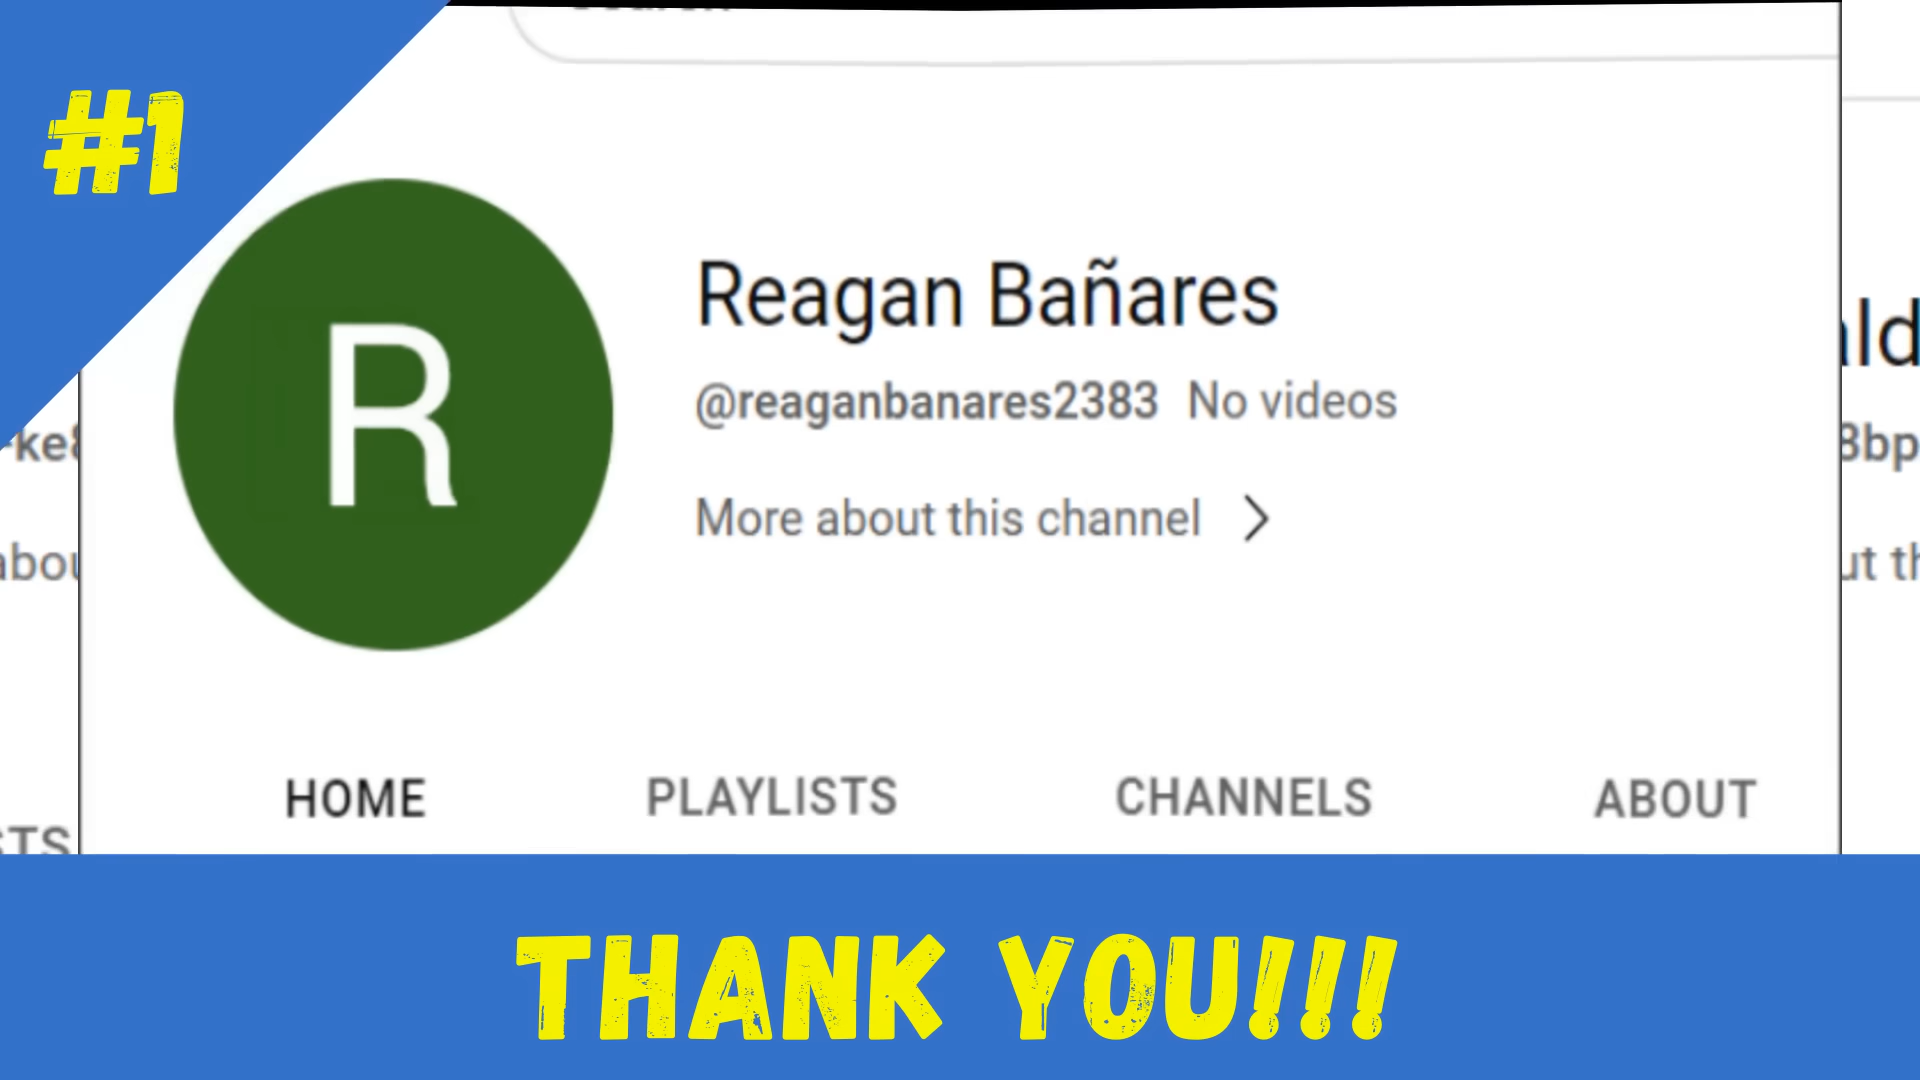 #1
Reagan Bañares
@reaganbanares2383 No videos
More about this channel
HOME PLAYLISTS CHANNELS ABOUT
THANK YOU!!!